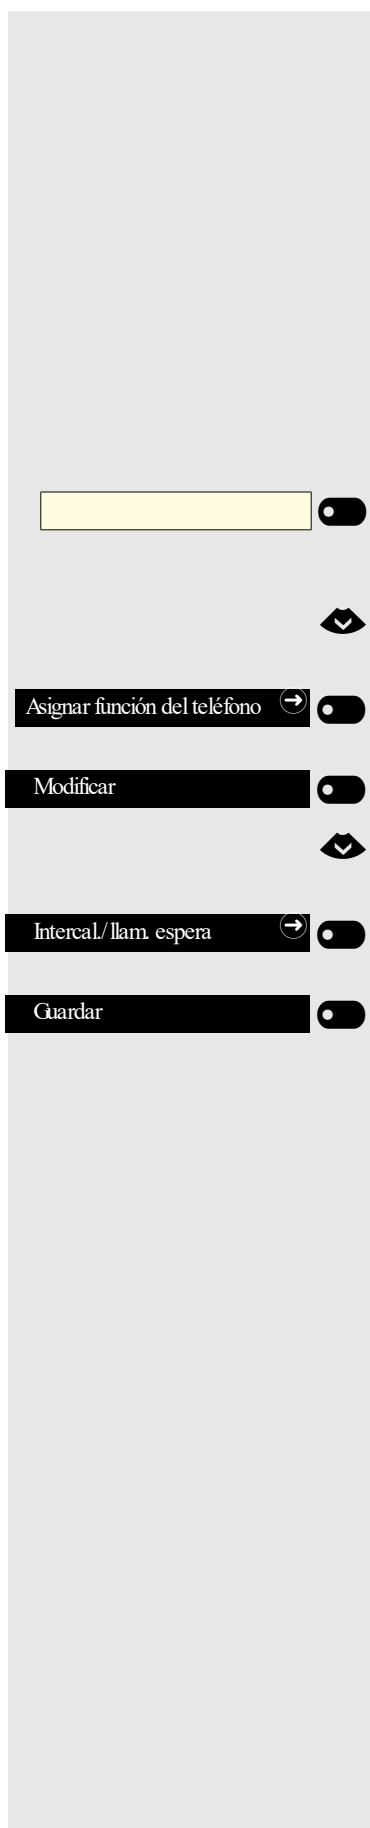 Asignar función del teléfono
Modificar
Intercal./ llam. espera
Guardar